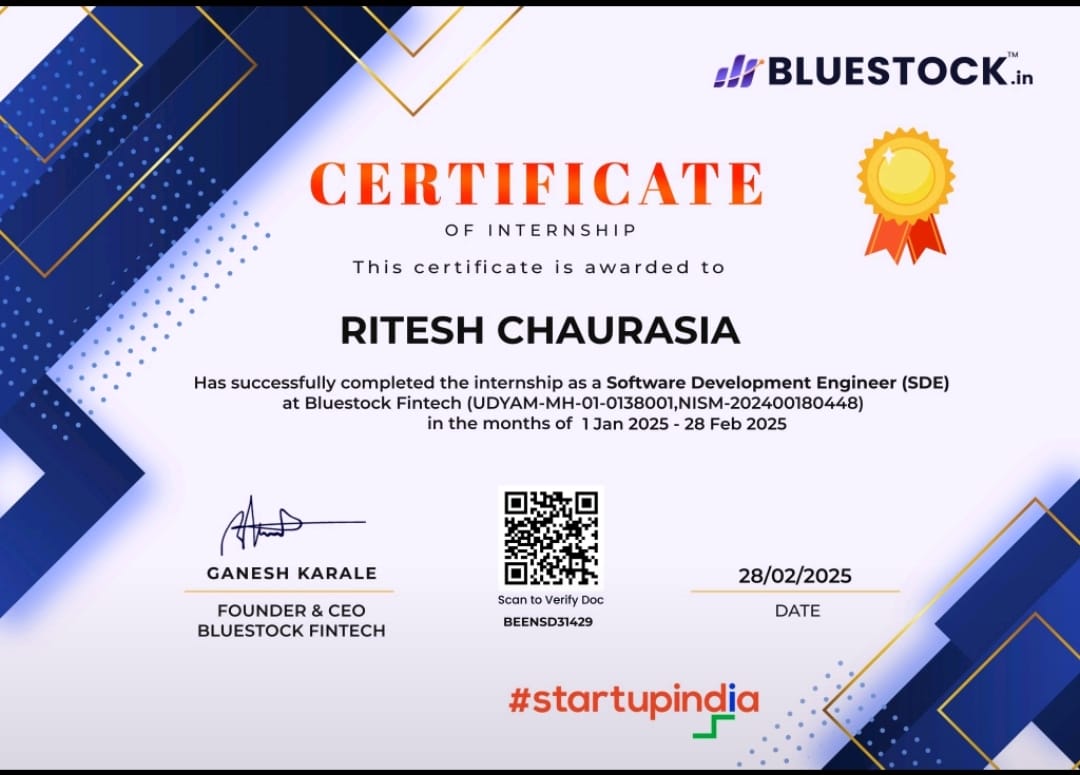 BLUESTOCK.in™
CERTIFICATE
OF INTERNSHIP
This certificate is awarded to
RITESH CHAURASIA
Has successfully completed the internship as a Software Development Engineer (SDE)
at Bluestock Fintech (UDYAM-MH-01-0138001,NISM-202400180448)
in the months of 1 Jan 2025 - 28 Feb 2025
GANESH KARALE
FOUNDER & CEO
BLUESTOCK FINTECH
Scan to Verify Doc
BEENSD31429
28/02/2025
DATE
#startupindia